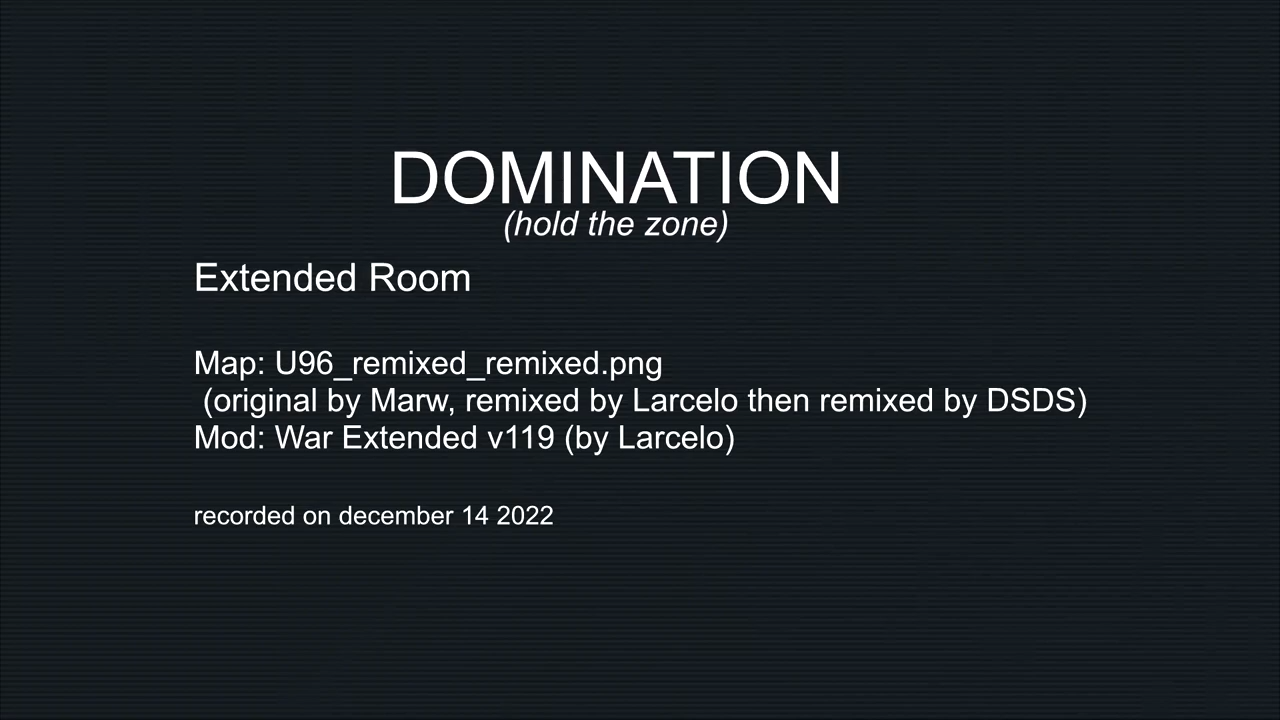 DOMINATION
(hold the zone)
Extended Room
Map: U96_remixed_remixed.png
(original by Marw, remixed by Larcelo then remixed by DSDS)
Mod: War Extended v119 (by Larcelo)
recorded on december 14 2022